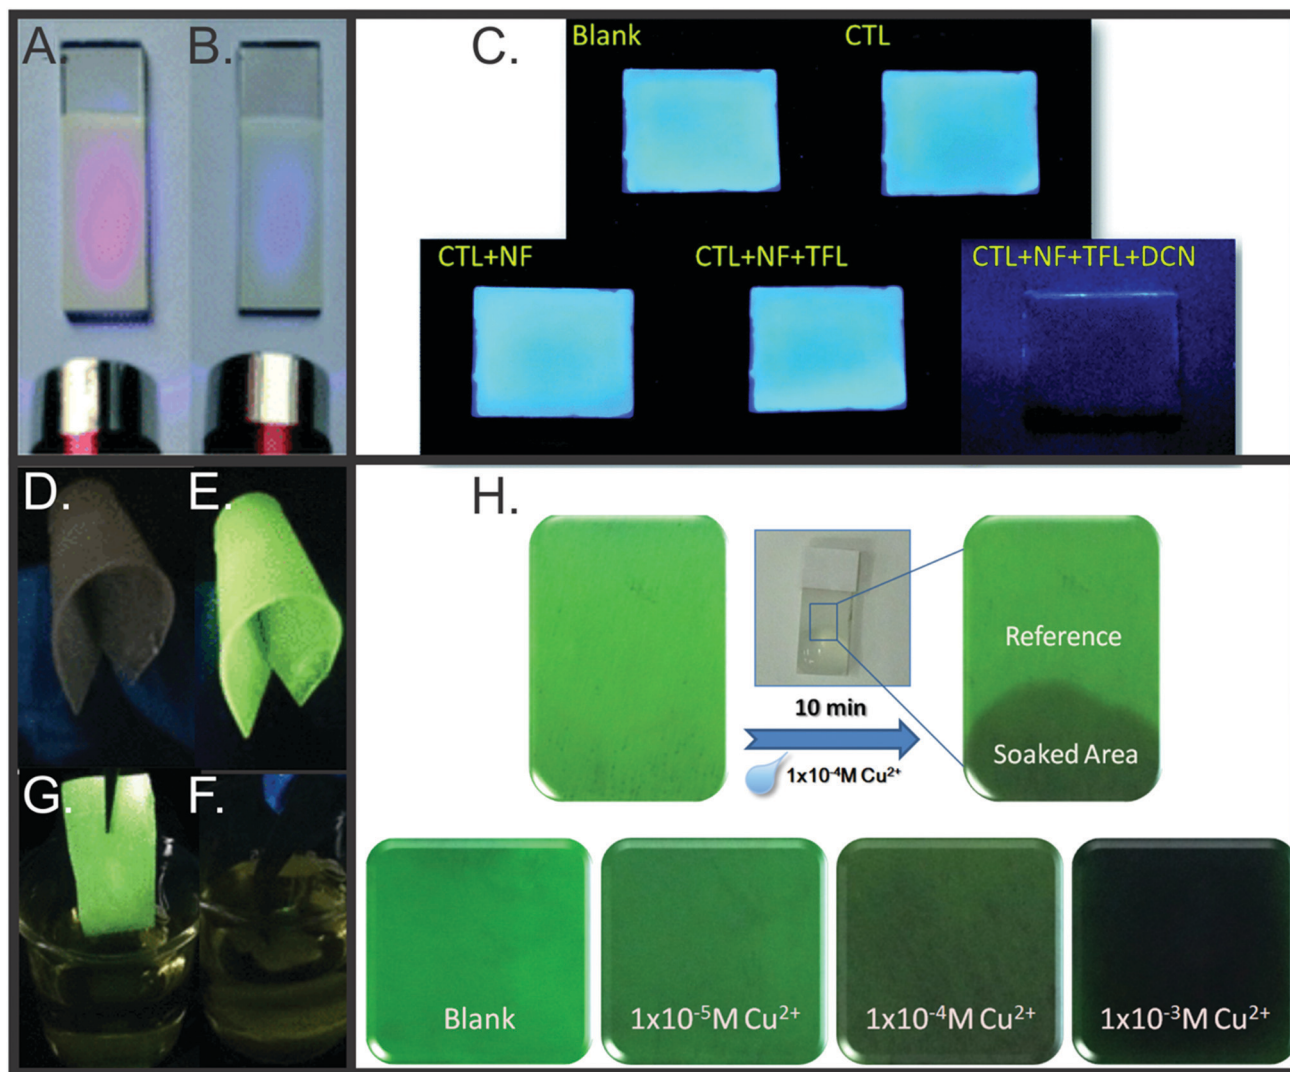 A.
B.
C.
Blank
CTL
CTL+NF
CTL+NF+TFL
CTL+NF+TFL+DCN
D.
E.
G.
F.
H.
10 min
1x10⁻⁴M Cu²⁺
Reference
Soaked Area
Blank
1x10⁻⁵M Cu²⁺
1x10⁻⁴M Cu²⁺
1x10⁻³M Cu²⁺